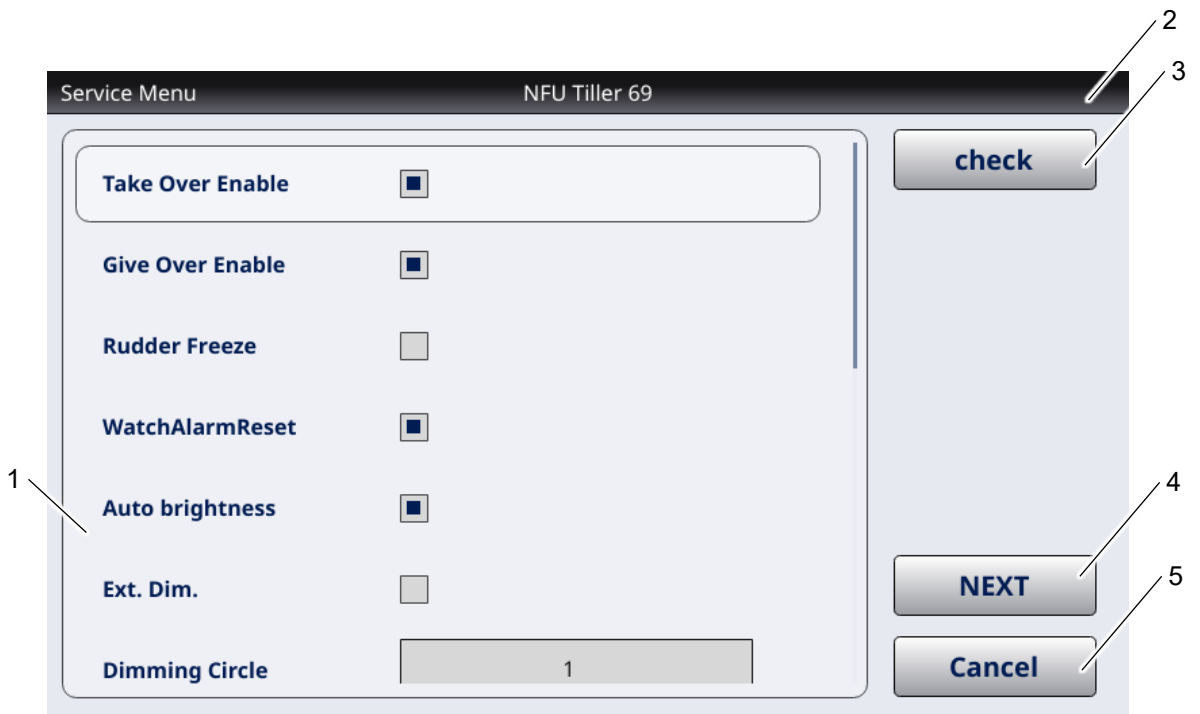 2
3
Service Menu NFU Tiller 69
check
Take Over Enable
Give Over Enable
Rudder Freeze
WatchAlarmReset
1
4
Auto brightness
5
Ext. Dim.
NEXT
Dimming Circle 1
Cancel